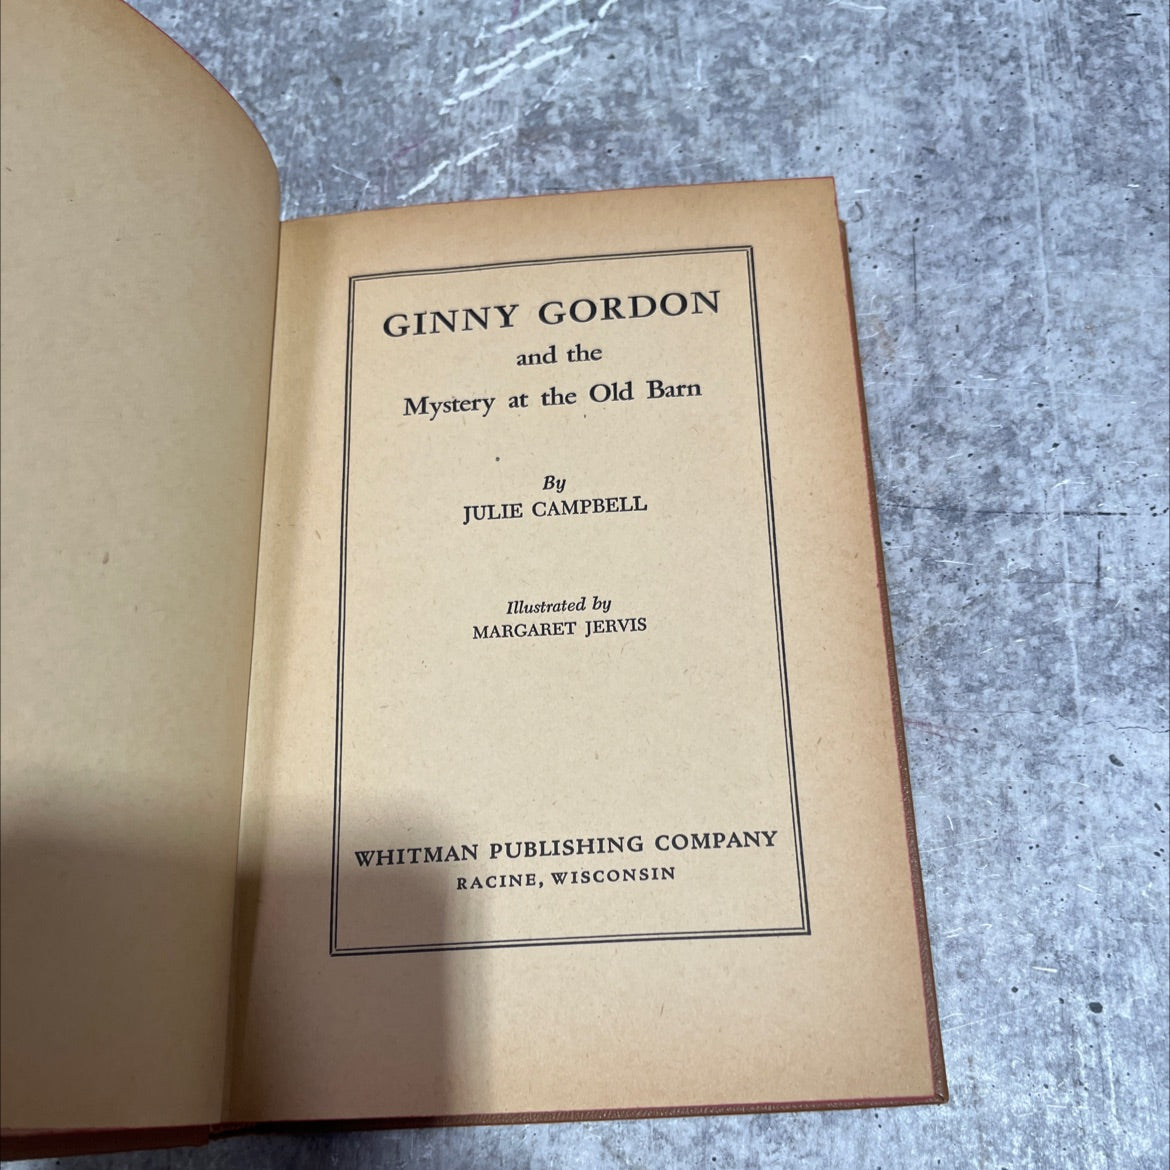 GINNY GORDON
and the
Mystery at the Old Barn
By
JULIE CAMPBELL
Illustrated by
MARGARET JERVIS
WHITMAN PUBLISHING COMPANY
RACINE, WISCONSIN